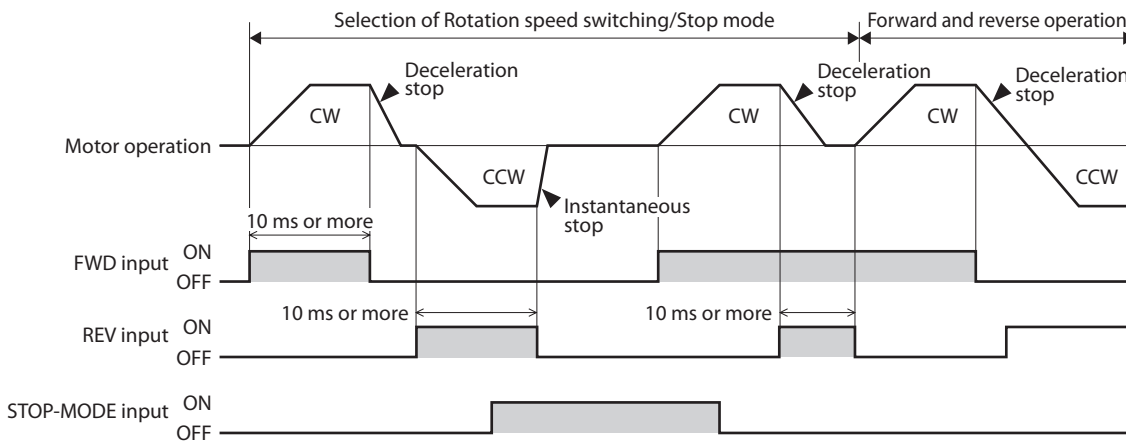 Selection of Rotation speed switching/Stop mode
Forward and reverse operation
Deceleration
stop
Deceleration
stop
Deceleration
stop
CW
CW
CW
Motor operation
CCW
CCW
Instantaneous
stop
10 ms or more
FWD input
ON
OFF
10 ms or more
10 ms or more
REV input
ON
OFF
STOP-MODE input
ON
OFF